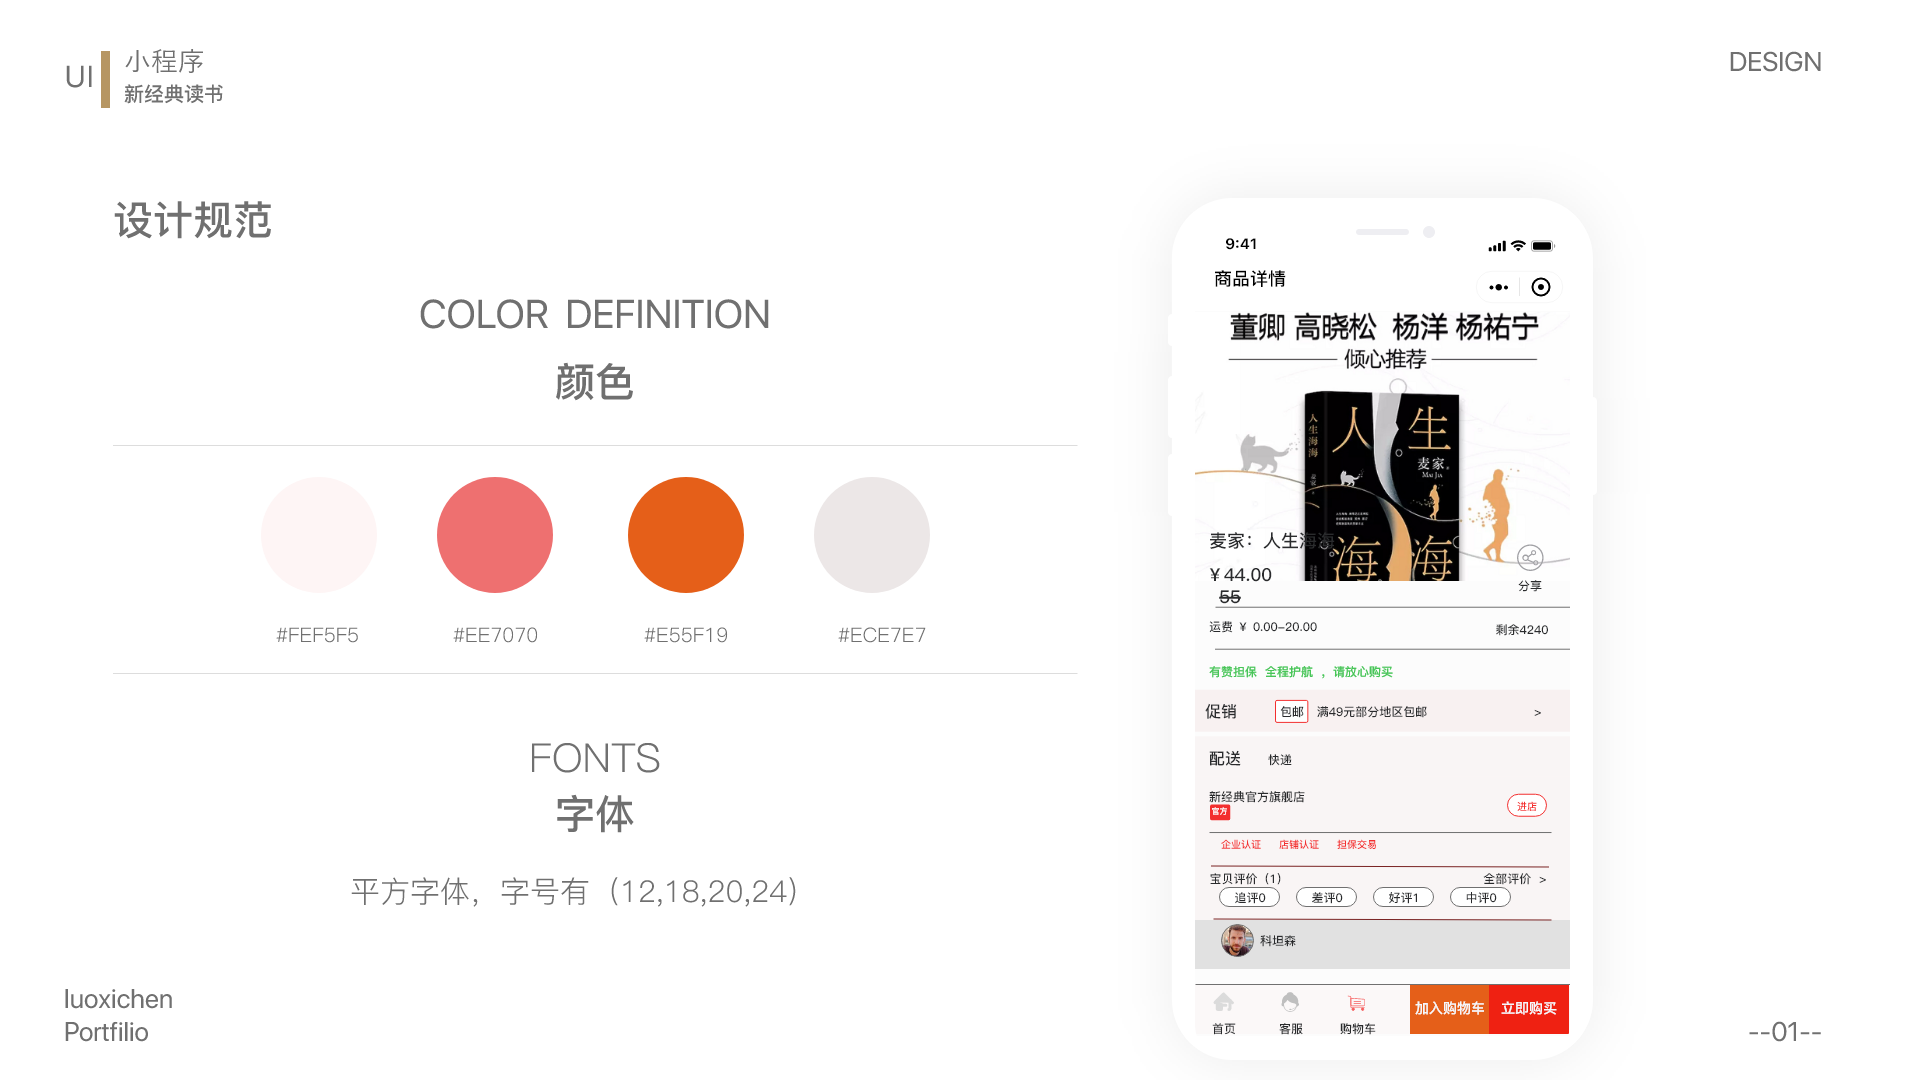 UI
小程序
新经典读书
DESIGN
设计规范
COLOR DEFINITION
颜色
#FEF5F5
#EE7070
#E55F19
#ECE7E7
FONTS
字体
平方字体，字号有（12,18,20,24）
luoxichen
Portfilio
--01--
9:41
商品详情
董卿 高晓松 杨洋 杨祐宁
倾心推荐
人生海海
人生
麦家
MAI JIA
海海
麦家：人生海海
¥ 44.00
55
分享
运费 ¥ 0.00-20.00
剩余4240
有赞担保 全程护航 ，请放心购买
促销 包邮 满49元部分地区包邮 >
配送 快递
新经典官方旗舰店
官方
进店
企业认证 店铺认证 担保交易
宝贝评价（1） 全部评价 >
追评0 差评0 好评1 中评0
科坦森
首页 客服 购物车
加入购物车 立即购买